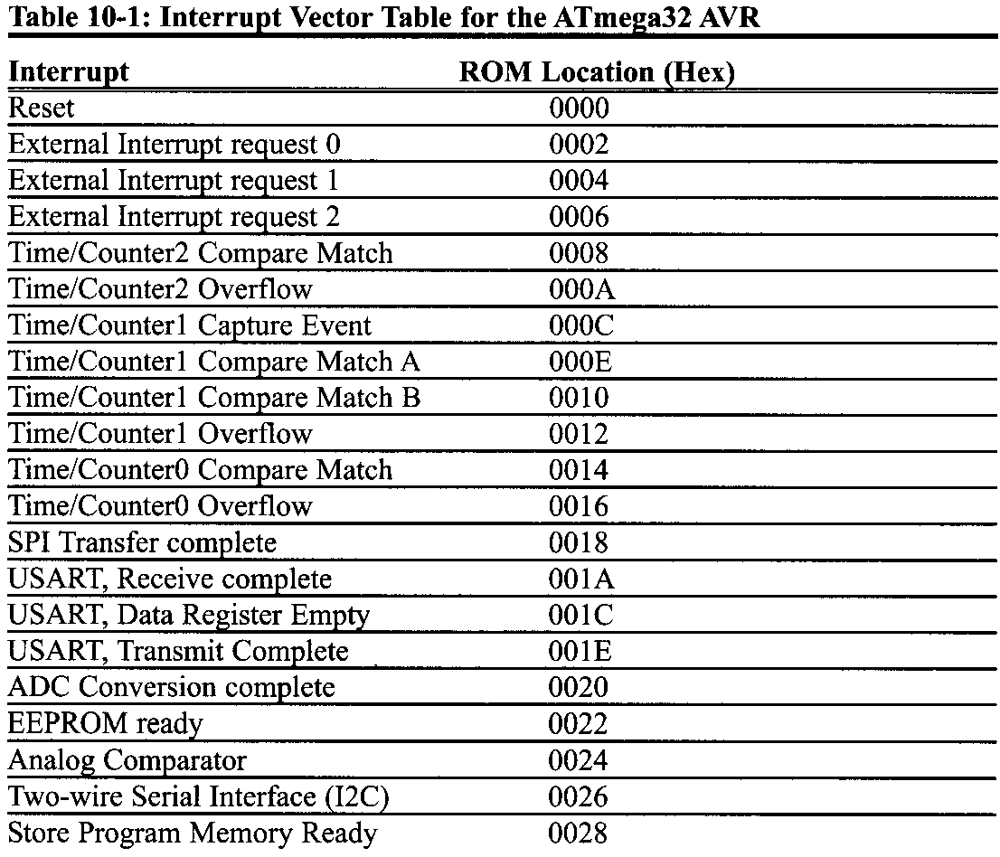 Table 10-1: Interrupt Vector Table for the ATmega32 AVR
Interrupt ROM Location (Hex)
Reset 0000
External Interrupt request 0 0002
External Interrupt request 1 0004
External Interrupt request 2 0006
Time/Counter2 Compare Match 0008
Time/Counter2 Overflow 000A
Time/Counter1 Capture Event 000C
Time/Counter1 Compare Match A 000E
Time/Counter1 Compare Match B 0010
Time/Counter1 Overflow 0012
Time/Counter0 Compare Match 0014
Time/Counter0 Overflow 0016
SPI Transfer complete 0018
USART, Receive complete 001A
USART, Data Register Empty 001C
USART, Transmit Complete 001E
ADC Conversion complete 0020
EEPROM ready 0022
Analog Comparator 0024
Two-wire Serial Interface (I2C) 0026
Store Program Memory Ready 0028